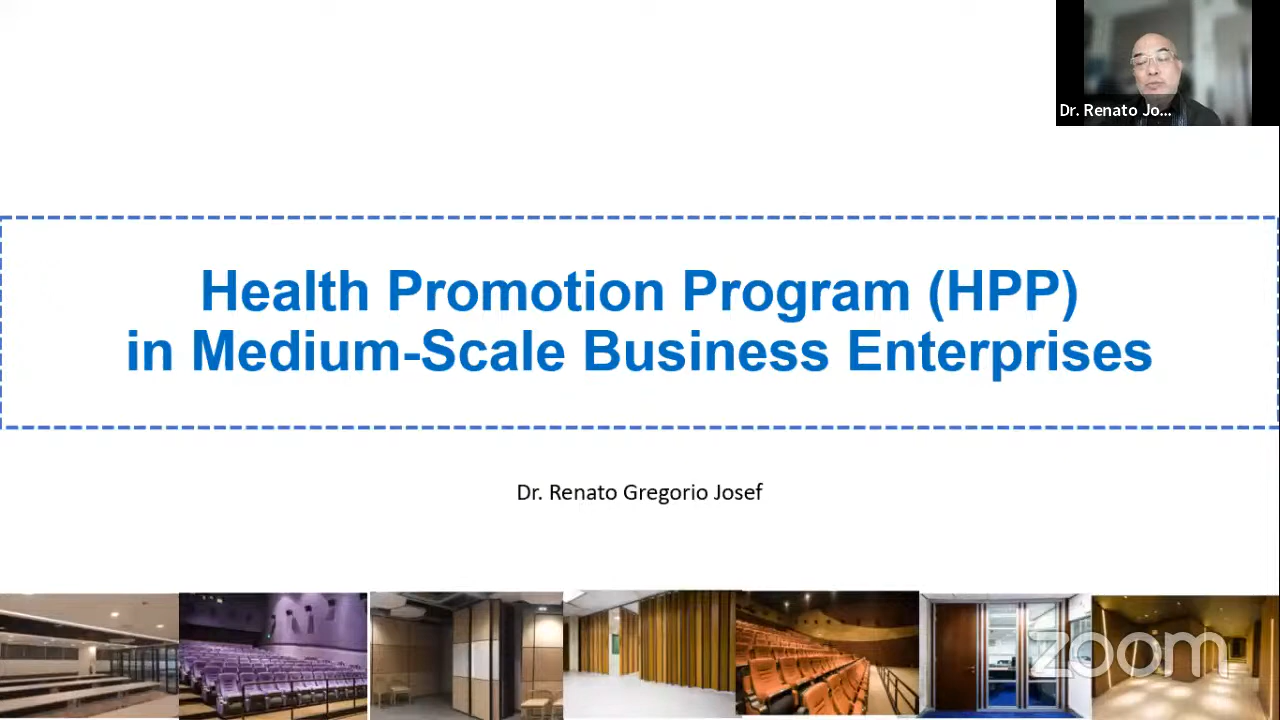 Dr. Renato Jo...
Health Promotion Program (HPP)
in Medium-Scale Business Enterprises
Dr. Renato Gregorio Josef
zoom